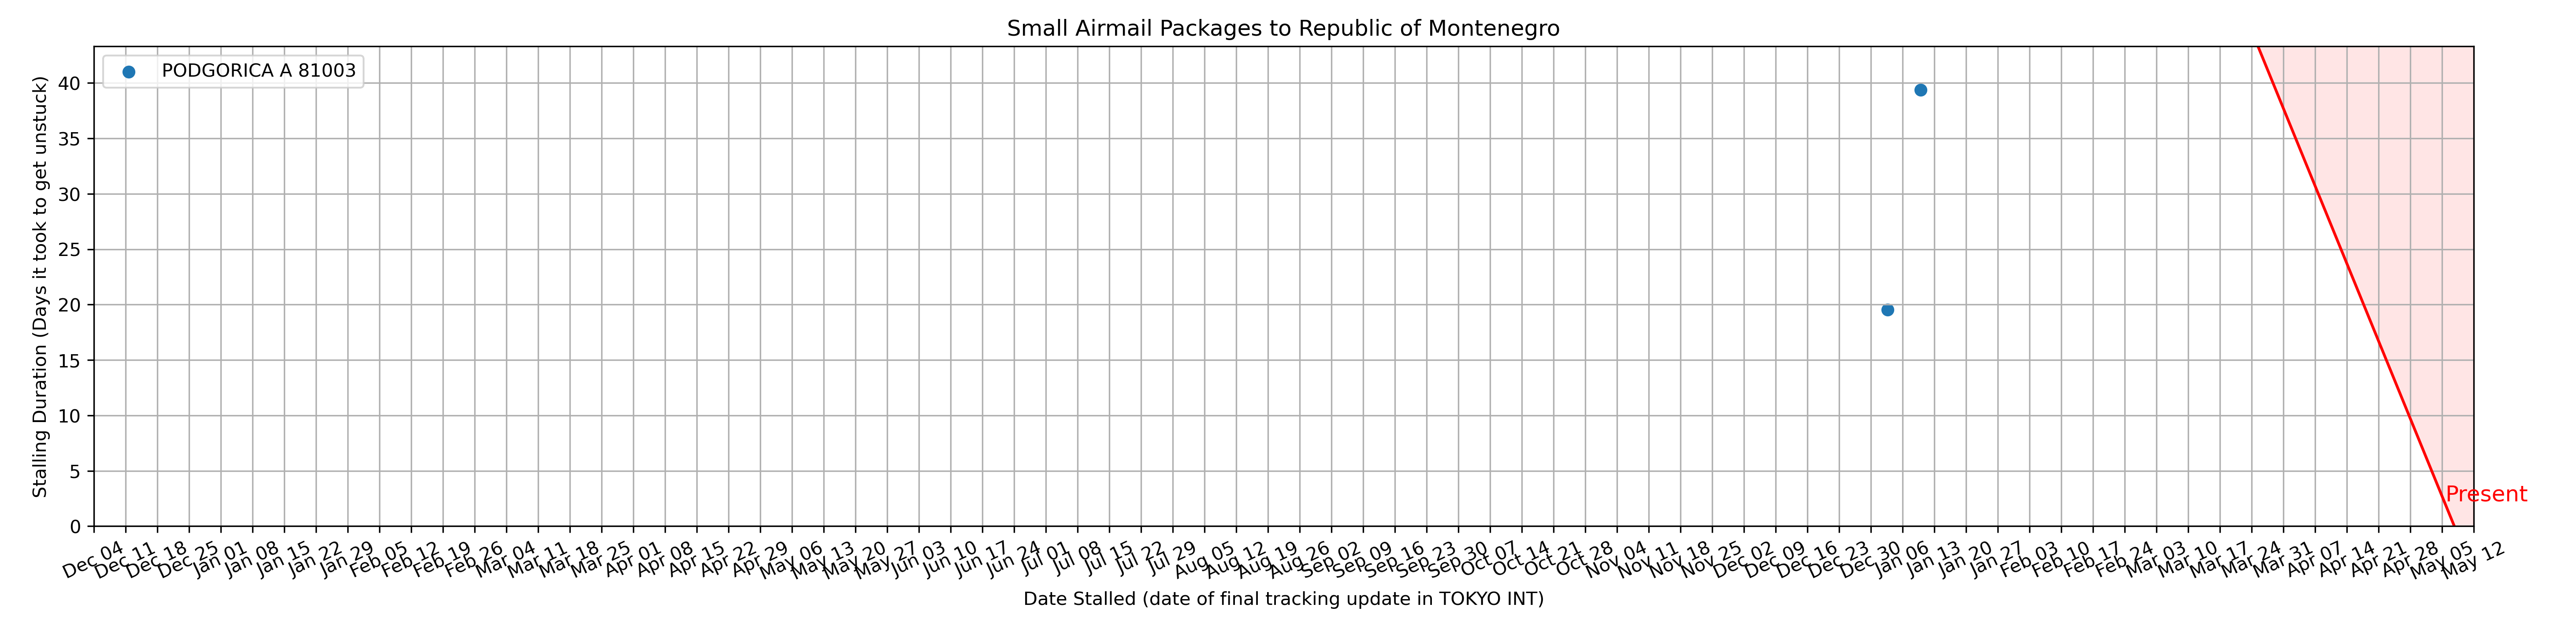 Small Airmail Packages to Republic of Montenegro
PODGORICA A 81003
Stalling Duration (Days it took to get unstuck)
40
35
30
25
20
15
10
5
0
Present
Dec 04
Dec 11
Dec 18
Dec 25
Jan 01
Jan 08
Jan 15
Jan 22
Jan 29
Feb 05
Feb 12
Feb 19
Feb 26
Mar 04
Mar 11
Mar 18
Mar 25
Apr 01
Apr 08
Apr 15
Apr 22
Apr 29
May 06
May 13
May 20
May 27
Jun 03
Jun 10
Jun 17
Jun 24
Jul 01
Jul 08
Jul 15
Jul 22
Jul 29
Aug 05
Aug 12
Aug 19
Aug 26
Sep 02
Sep 09
Sep 16
Sep 23
Sep 30
Oct 07
Oct 14
Oct 21
Oct 28
Nov 04
Nov 11
Nov 18
Nov 25
Dec 02
Dec 09
Dec 16
Dec 23
Dec 30
Jan 06
Jan 13
Jan 20
Jan 27
Feb 03
Feb 10
Feb 17
Feb 24
Mar 03
Mar 10
Mar 17
Mar 24
Mar 31
Apr 07
Apr 14
Apr 21
Apr 28
May 05
May 12
Date Stalled (date of final tracking update in TOKYO INT)